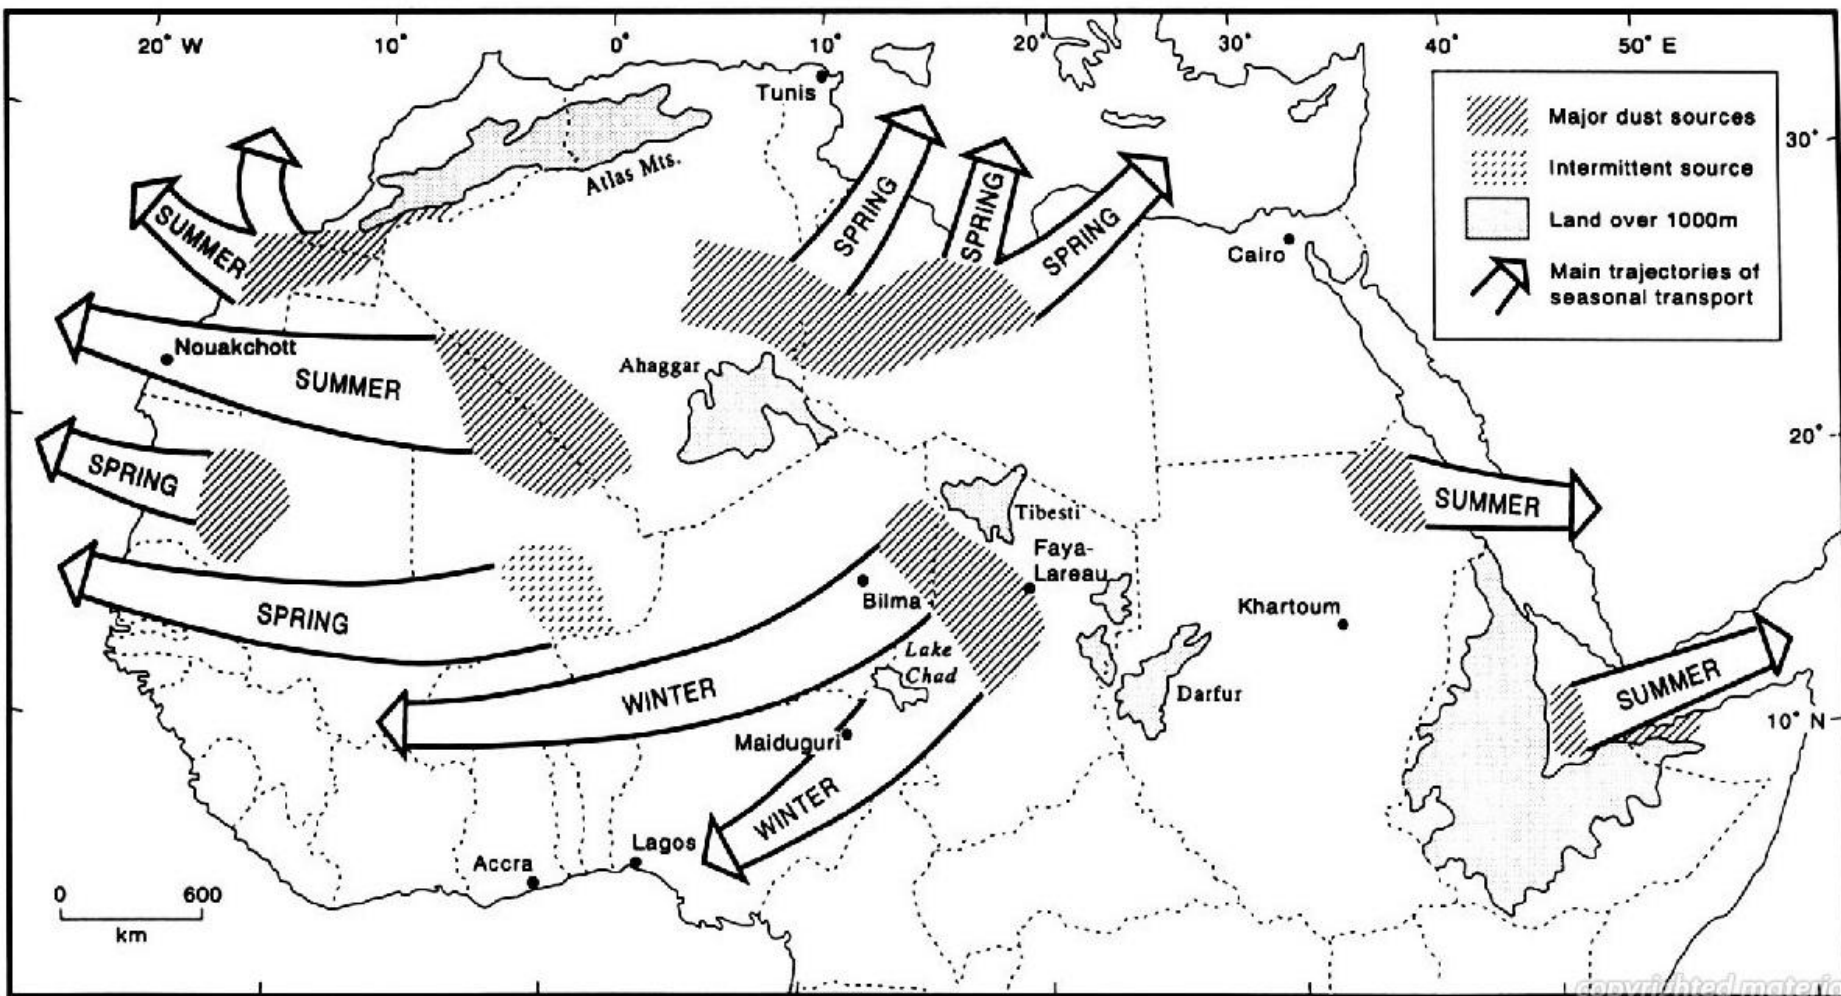 20° W 10° 0° 10° 20° 30° 40° 50° E
30°
20°
10° N
Major dust sources
Intermittent source
Land over 1000m
Main trajectories of
seasonal transport
Tunis
Atlas Mts.
SUMMER
SPRING
SPRING
SPRING
Cairo
Nouakchott
SUMMER
Ahaggar
SPRING
SUMMER
Tibesti
Faya-
Lareau
Bilma
SPRING
Khartoum
Lake
Chad
WINTER
Darfur
SUMMER
Maiduguri
WINTER
Lagos
Accra
0 600
km
copyrighted materia